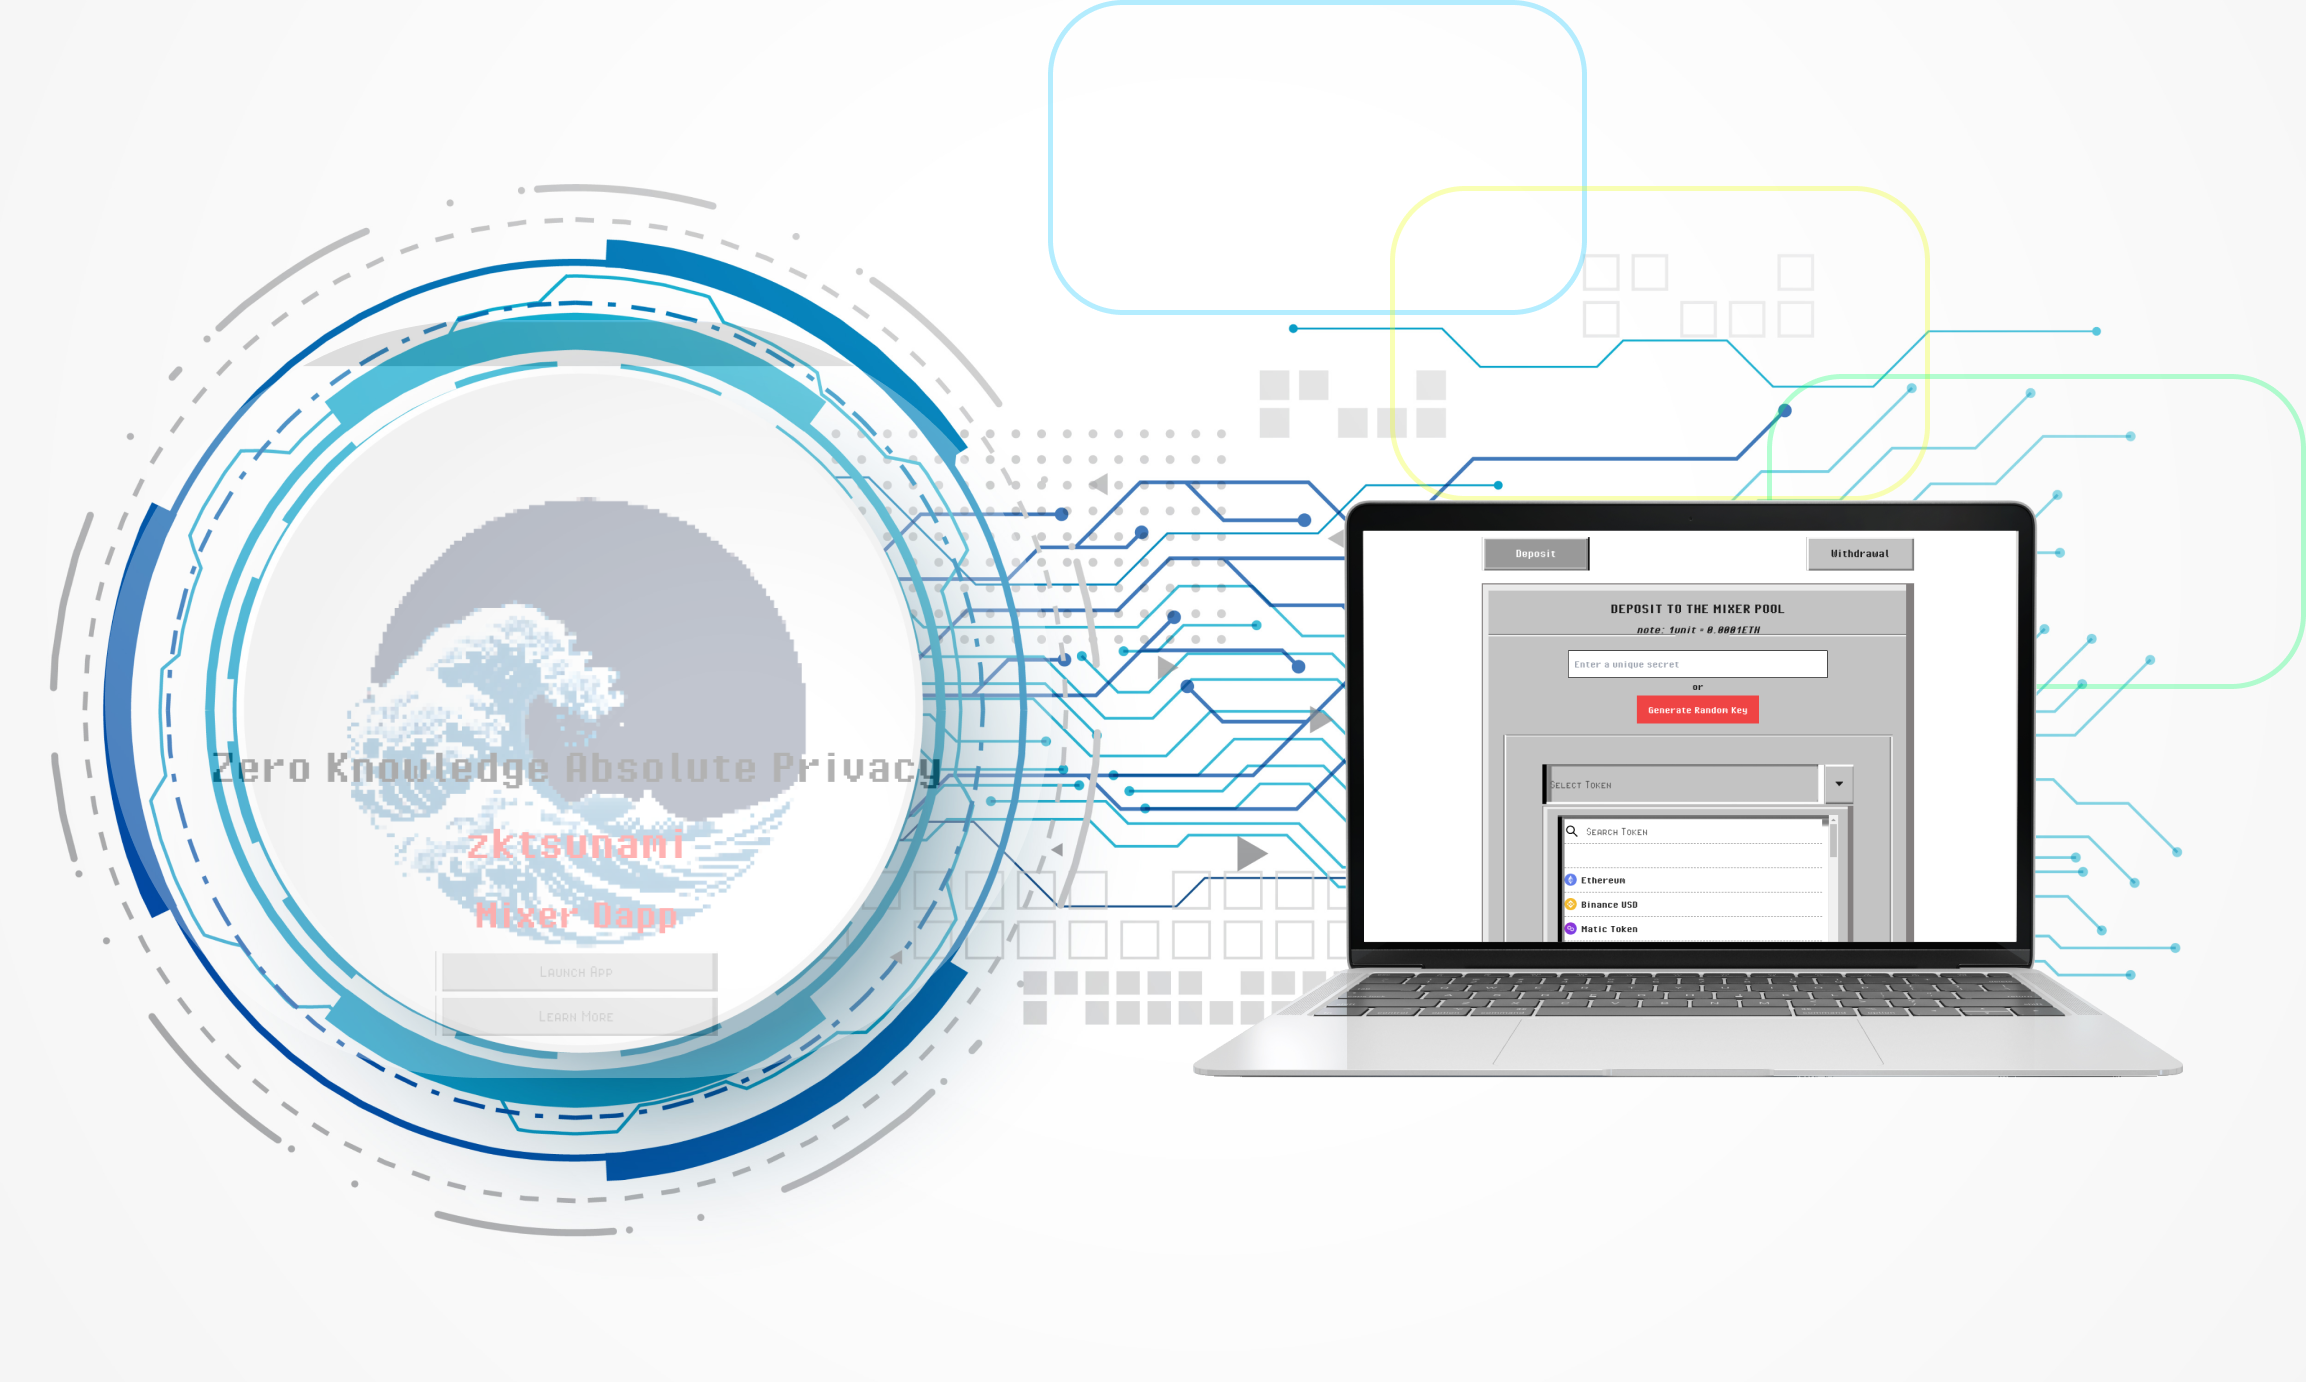 Zero Knowledge Absolute Privacy
zktsunami
Mixer Dapp
Launch App
Learn More
Deposit
Withdrawal
DEPOSIT TO THE MIXER POOL
note: 1unit = 0.0001ETH
Enter a unique secret
or
Generate Random Key
Select Token
Search Token
Ethereum
Binance USD
Matic Token